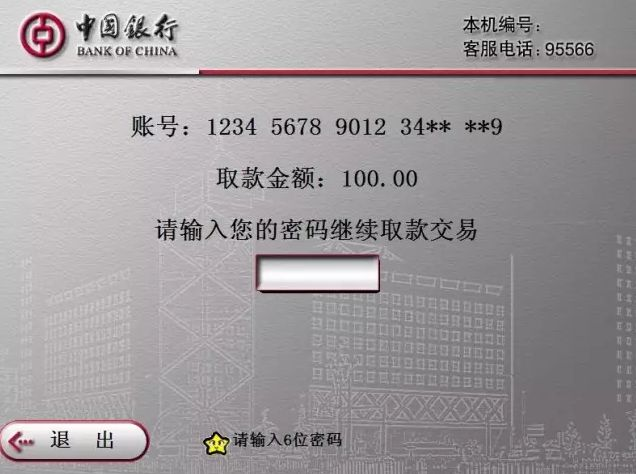 中国银行
BANK OF CHINA
本机编号：
客服电话：95566
账号：1234 5678 9012 34** **9
取款金额：100.00
请输入您的密码继续取款交易
退 出
请输入6位密码